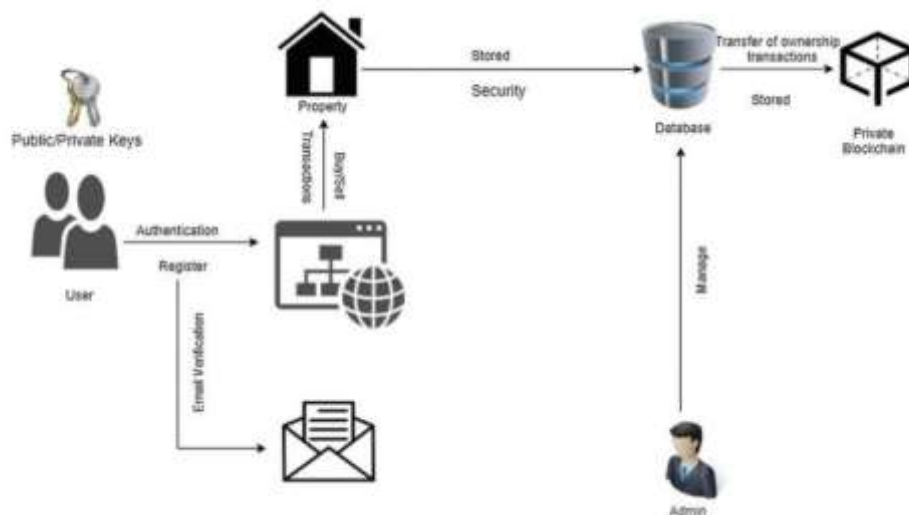 Stored
Transfer of ownership
transactions
Security
Stored
Property
Database
Private
Blockchain
Public/Private Keys
Transactions
Buy/Sell
Authentication
Register
User
Manage
Email Verification
Admin